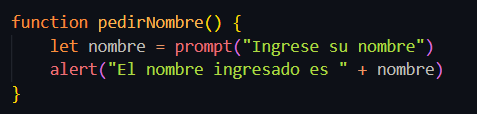 function pedirNombre() {
    let nombre = prompt("Ingrese su nombre")
    alert("El nombre ingresado es " + nombre)
}